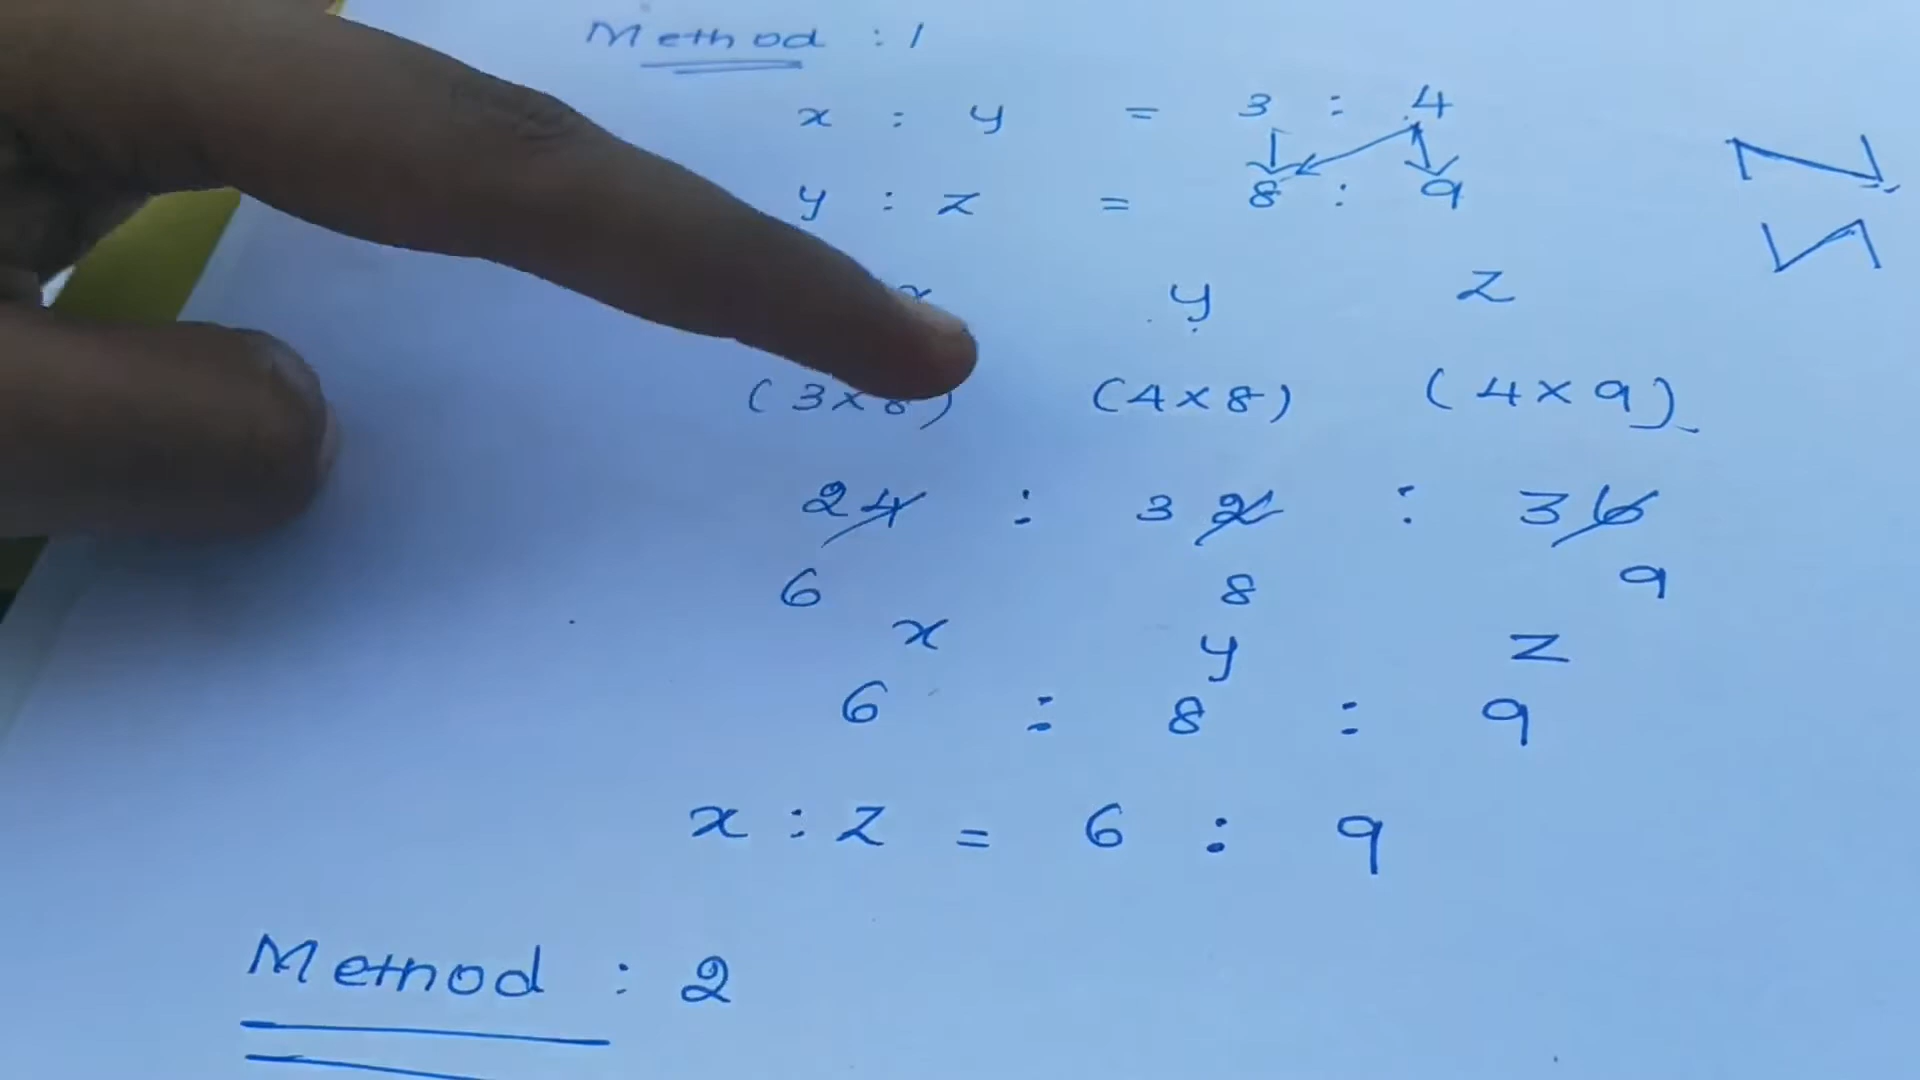 Method : 1
x : y = 3 : 4
y : z = 8 : 9
x y z
(3×8) (4×8) (4×9)
24 : 32 : 36
6 8 9
x y z
6 : 8 : 9
x : z = 6 : 9
Method : 2